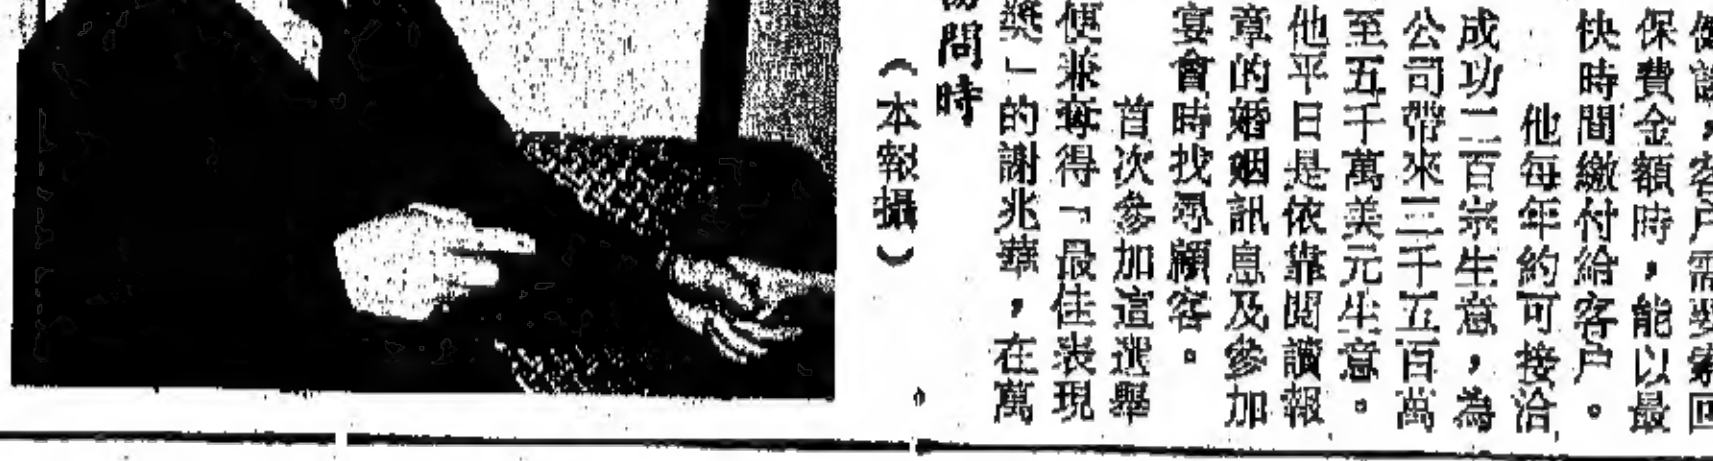 客戶需要索回
保費金額時，能以最
快時間繳付給客戶。
他每年約可接洽
成功二百宗生意，為
公司帶來三千五百萬
至五千萬美元生意。
他平日是依靠閱讀報
章的婚姻訊息及參加
宴會時找尋顧客。
首次參加這選舉
便兼奪得「最佳表現
獎」的謝兆華，在萬
問時
（本報攝）